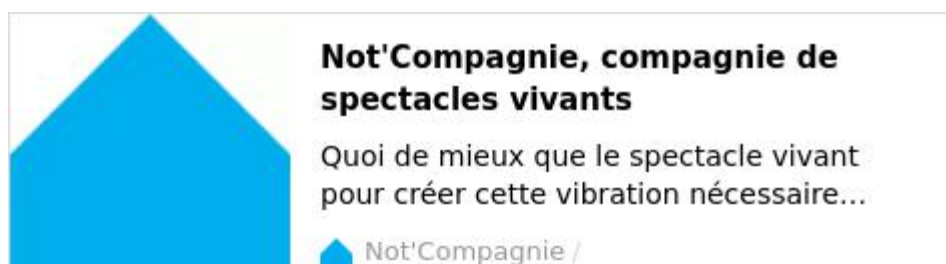 Not'Compagnie, compagnie de
spectacles vivants
Quoi de mieux que le spectacle vivant
pour créer cette vibration nécessaire...
Not'Compagnie /